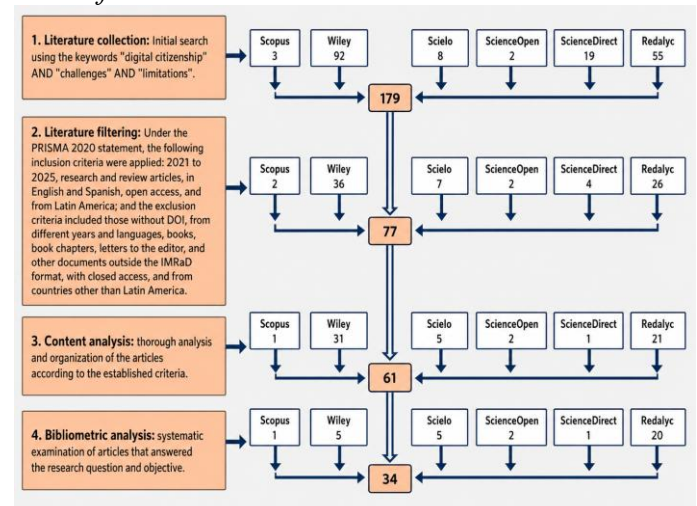 1. Literature collection: Initial search
using the keywords "digital citizenship"
AND "challenges" AND "limitations".
Scopus
3
Wiley
92
Scielo
8
ScienceOpen
2
ScienceDirect
19
Redalyc
55
179
2. Literature filtering: Under the
PRISMA 2020 statement, the following
inclusion criteria were applied: 2021 to
2025, research and review articles, in
English and Spanish, open access, and
from Latin America; and the exclusion
criteria included those without DOI, from
different years and languages, books,
book chapters, letters to the editor, and
other documents outside the IMRaD
format, with closed access, and from
countries other than Latin America.
Scopus
2
Wiley
36
Scielo
7
ScienceOpen
2
ScienceDirect
4
Redalyc
26
77
3. Content analysis: thorough analysis
and organization of the articles
according to the established criteria.
Scopus
1
Wiley
31
Scielo
5
ScienceOpen
2
ScienceDirect
1
Redalyc
21
61
4. Bibliometric analysis: systematic
examination of articles that answered
the research question and objective.
Scopus
1
Wiley
5
Scielo
5
ScienceOpen
2
ScienceDirect
1
Redalyc
20
34